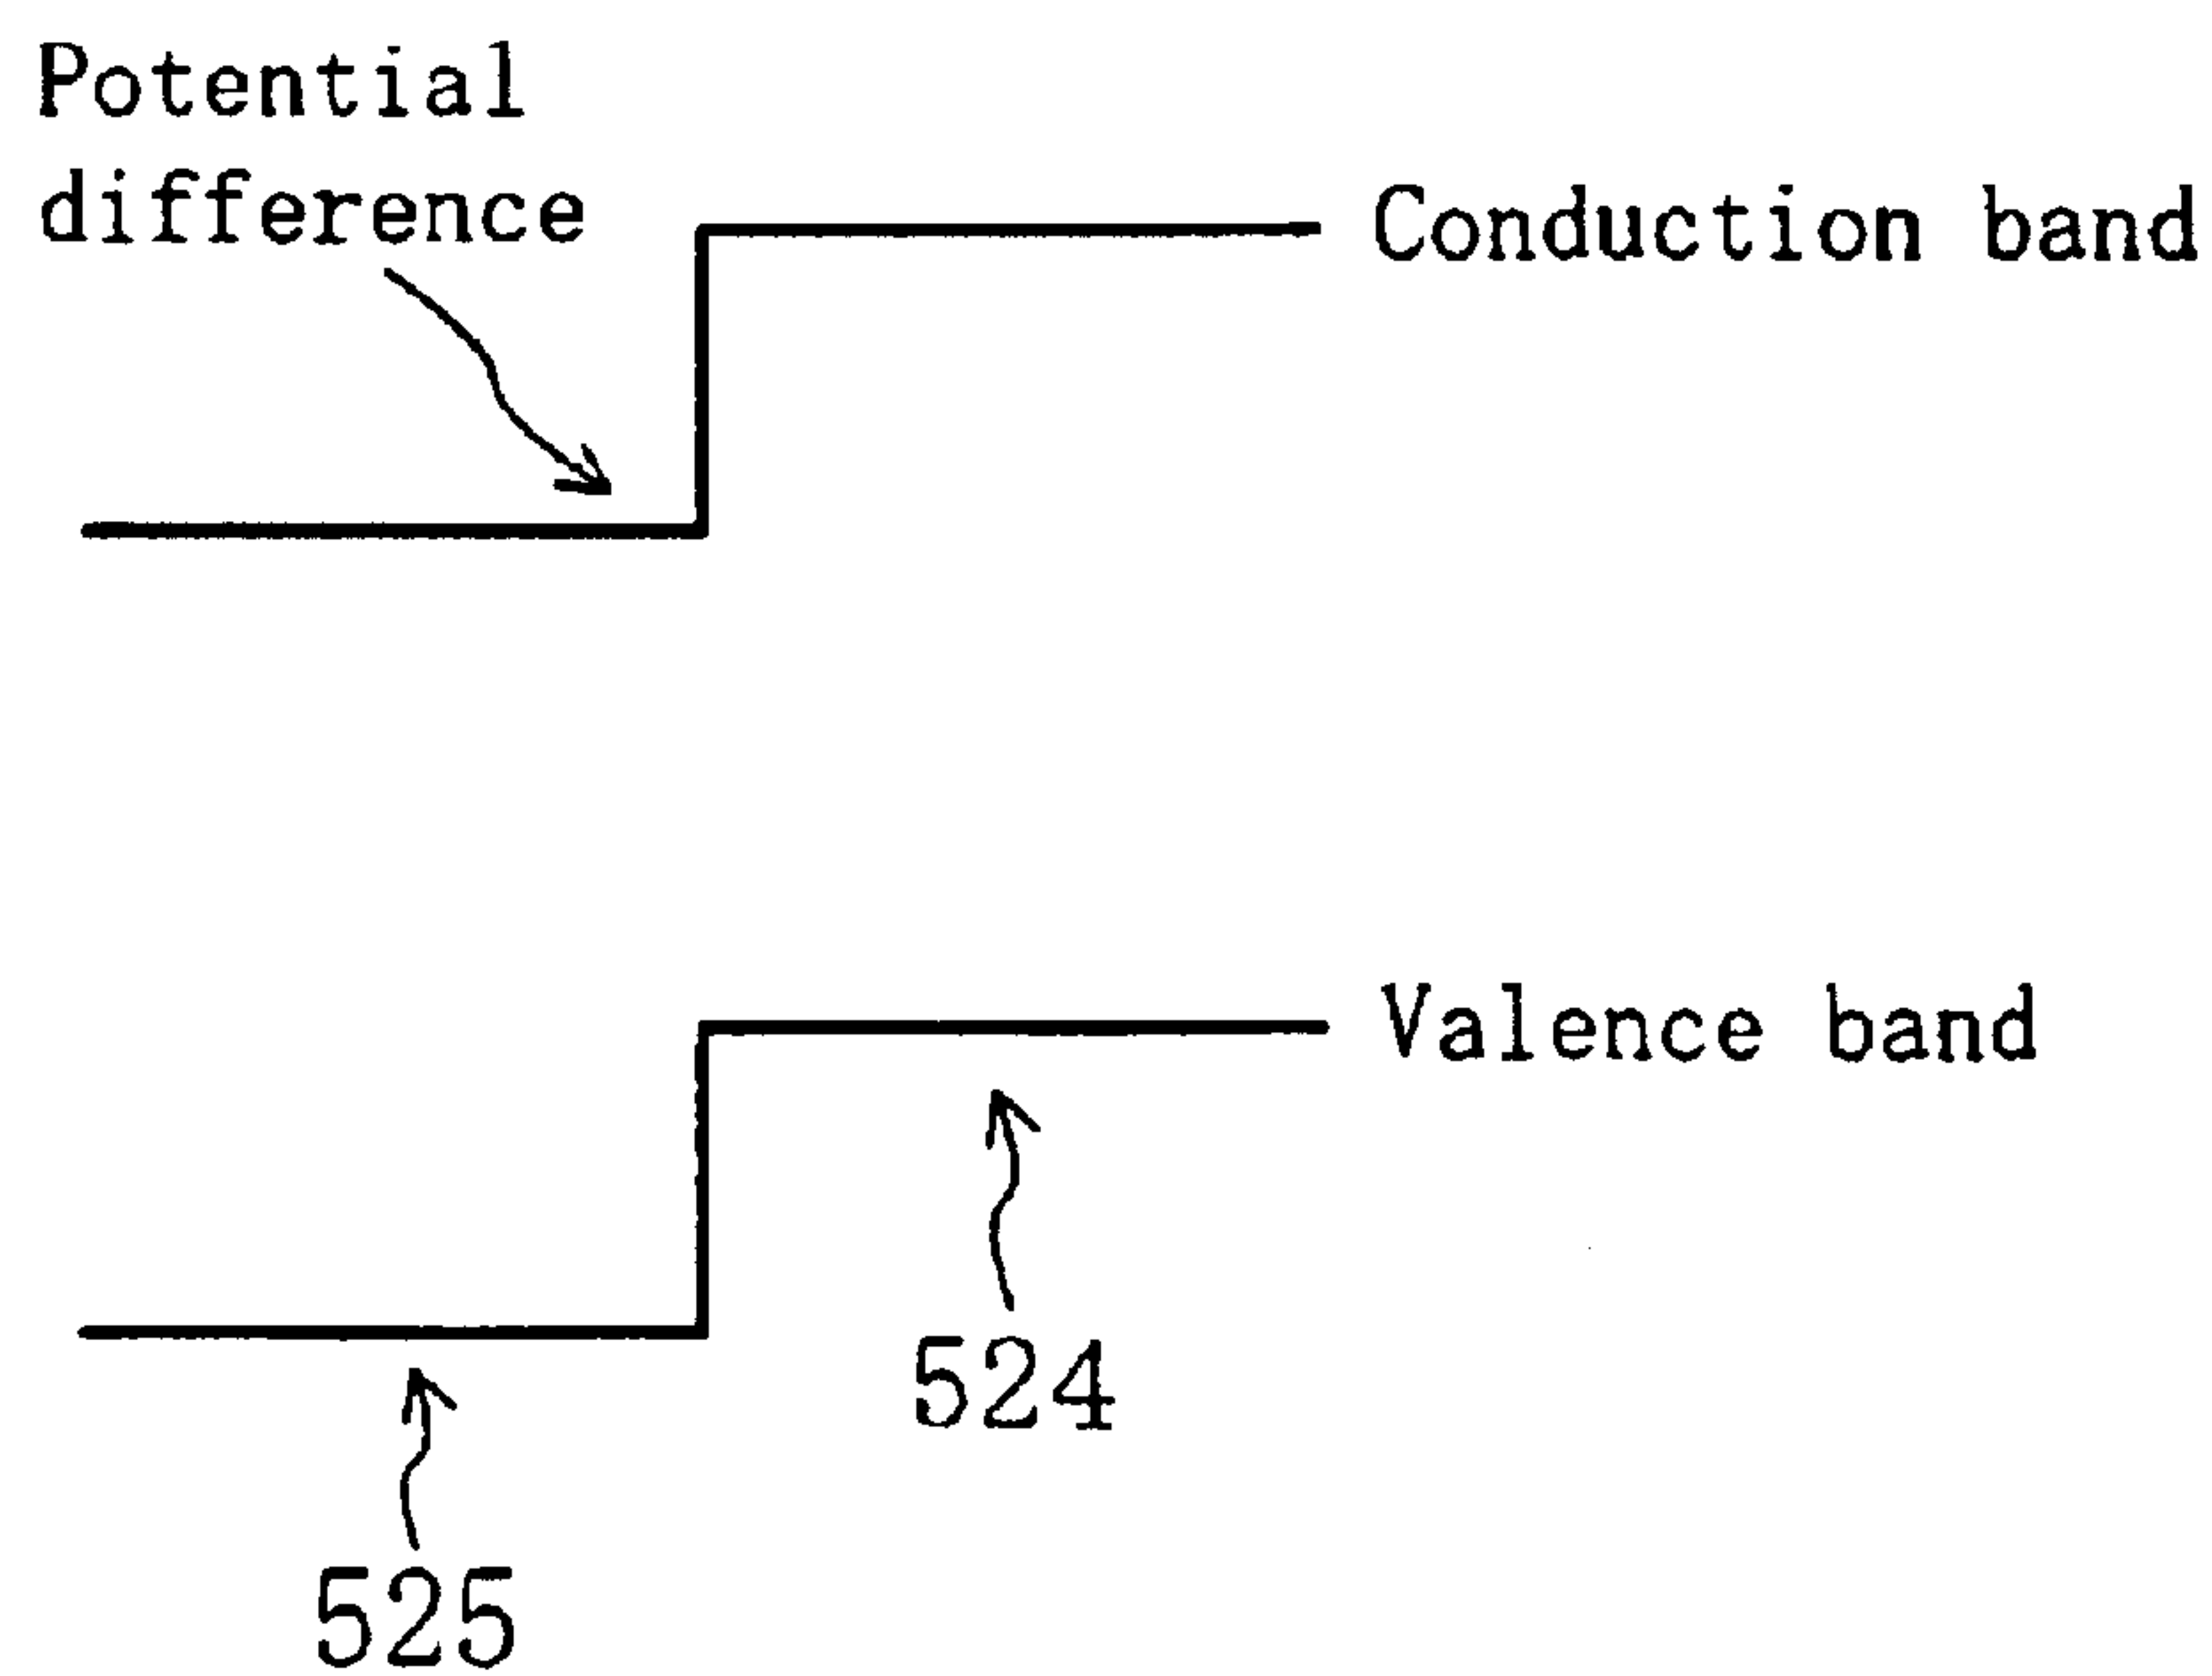 Potential
difference
Conduction band
Valence band
524
525